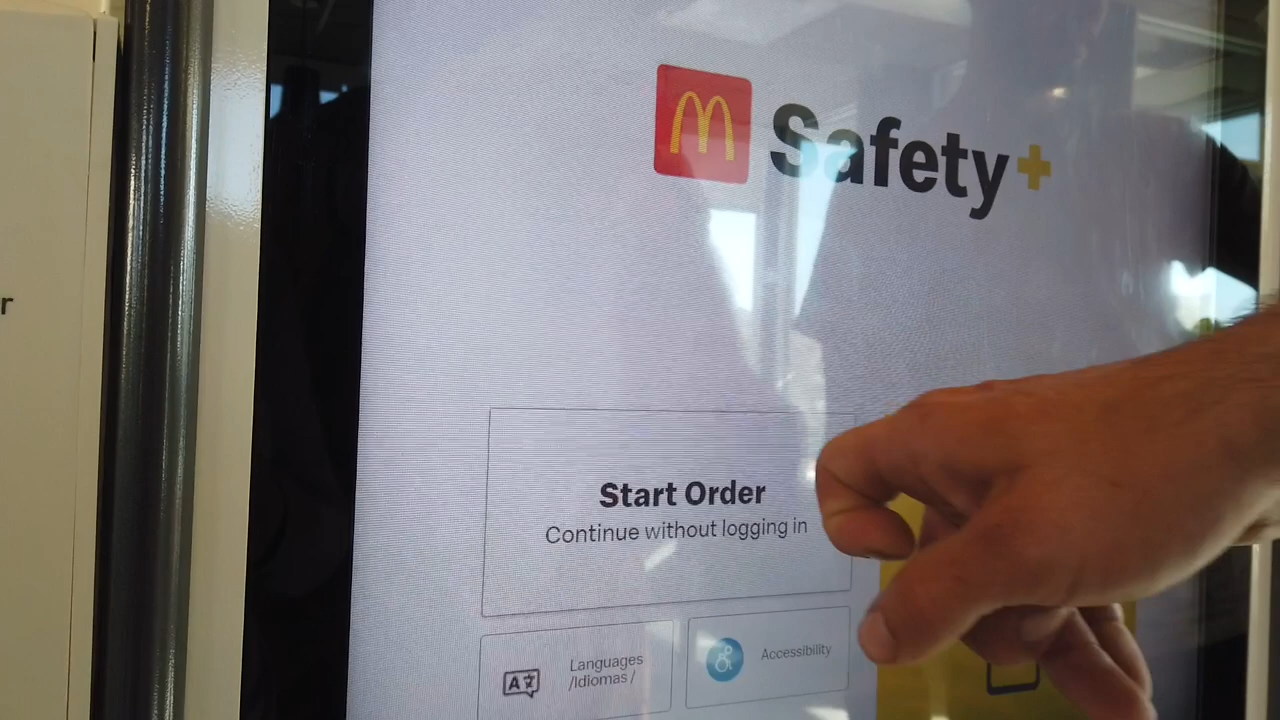 Safety+
r
Start Order
Continue without logging in
Languages
/Idiomas /
Accessibility